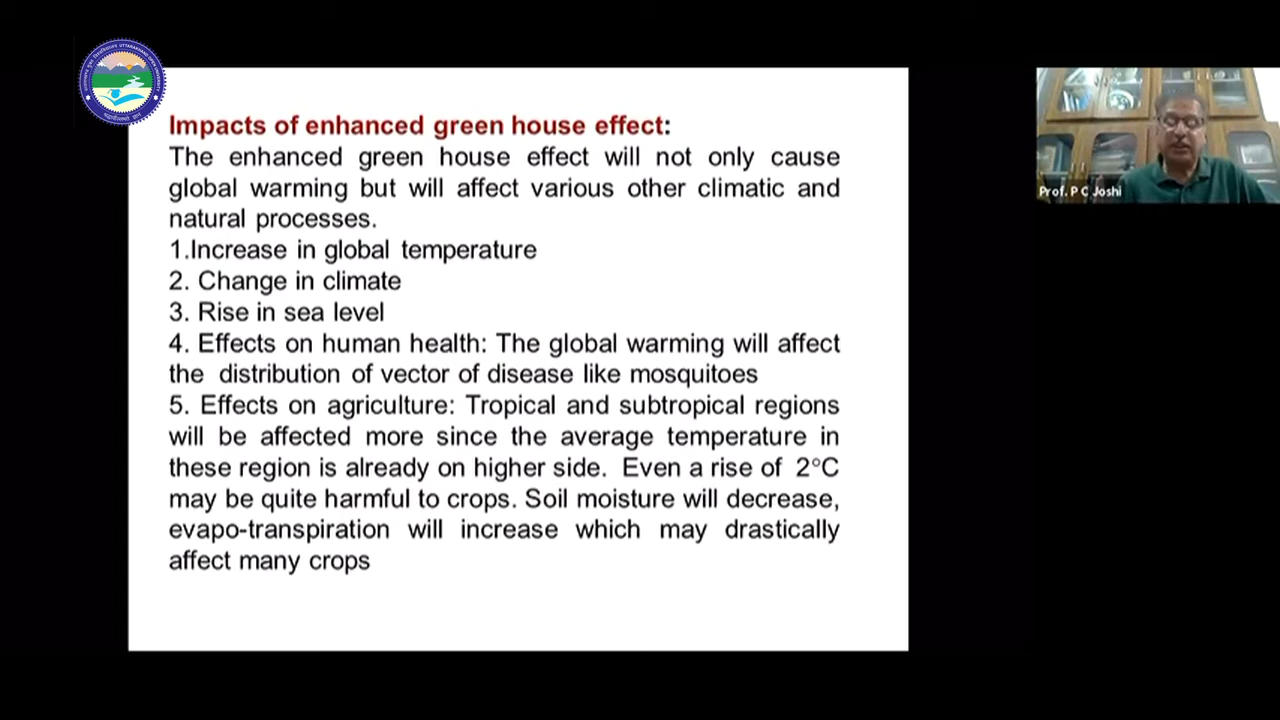 Impacts of enhanced green house effect:
The enhanced green house effect will not only cause
global warming but will affect various other climatic and
natural processes.
1.Increase in global temperature
2. Change in climate
3. Rise in sea level
4. Effects on human health: The global warming will affect
the distribution of vector of disease like mosquitoes
5. Effects on agriculture: Tropical and subtropical regions
will be affected more since the average temperature in
these region is already on higher side. Even a rise of 2°C
may be quite harmful to crops. Soil moisture will decrease,
evapo-transpiration will increase which may drastically
affect many crops
Prof. P C Joshi